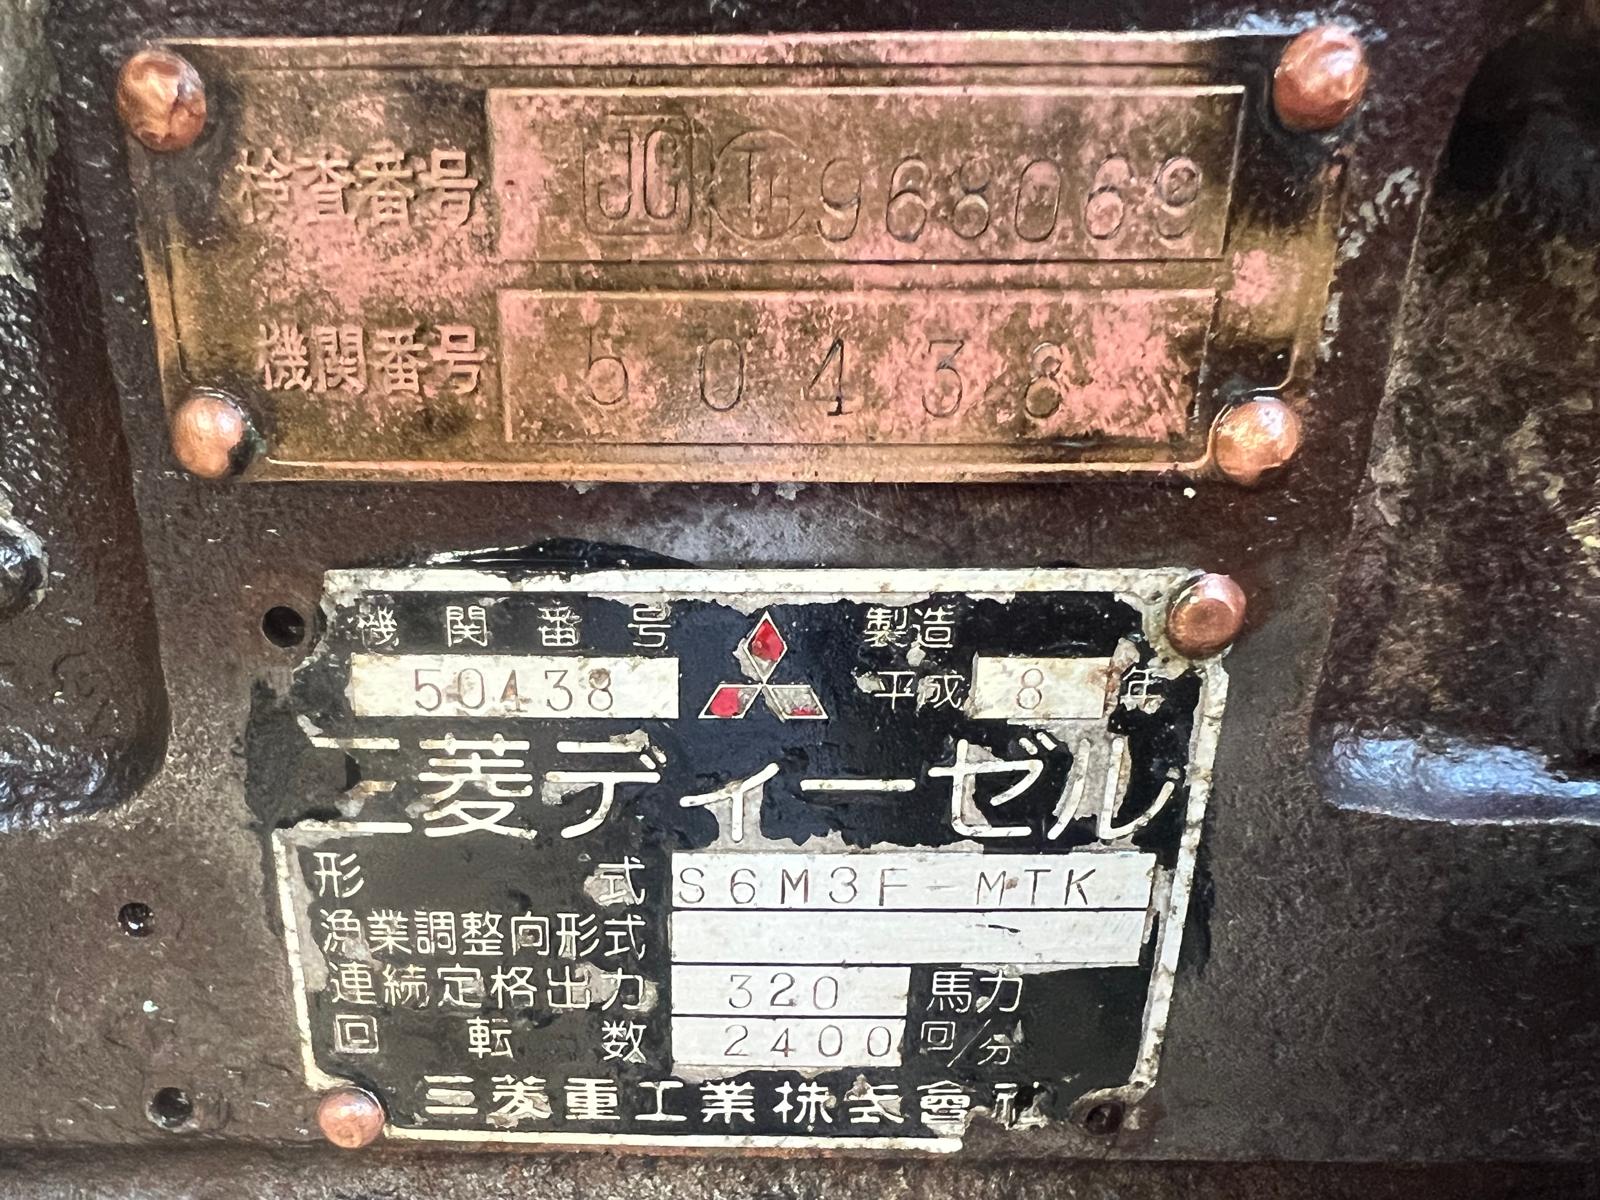 検査番号 968069
機関番号 50438
機関番号 製造
50438 平成 8 年
三菱ディーゼル
形式 S6M3F-MTK
漁業調整向形式
連続定格出力 320 馬力
回転数 2400 回/分
三菱重工業株式會社